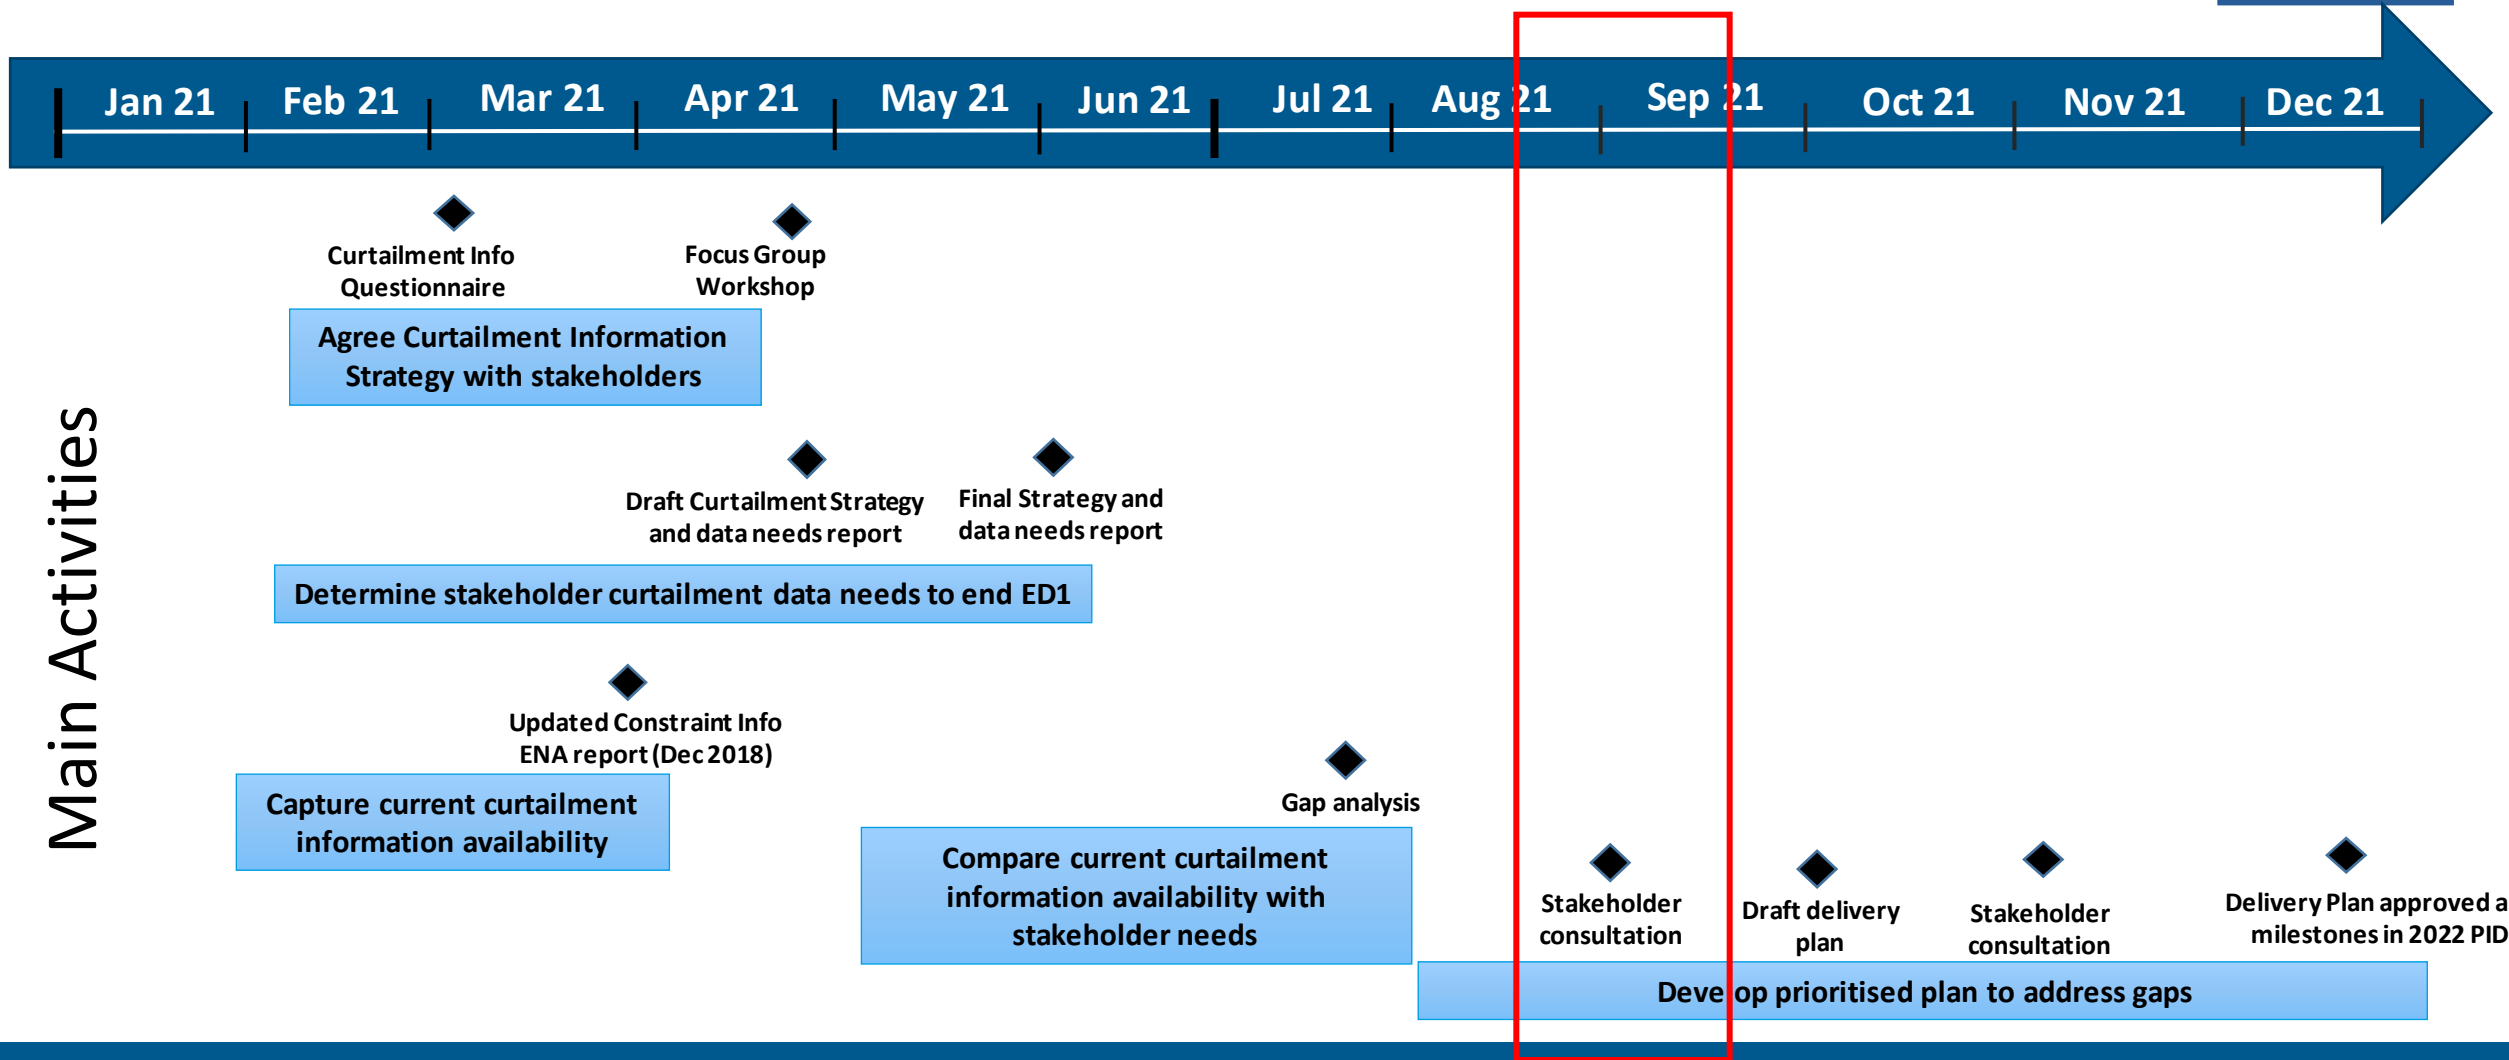 Jan 21
Feb 21
Mar 21
Apr 21
May 21
Jun 21
Jul 21
Aug 21
Sep 21
Oct 21
Nov 21
Dec 21
Main Activities
Curtailment Info
Questionnaire
Focus Group
Workshop
Agree Curtailment Information
Strategy with stakeholders
Draft Curtailment Strategy
and data needs report
Final Strategy and
data needs report
Determine stakeholder curtailment data needs to end ED1
Updated Constraint Info
ENA report (Dec 2018)
Capture current curtailment
information availability
Gap analysis
Compare current curtailment
information availability with
stakeholder needs
Stakeholder
consultation
Draft delivery
plan
Stakeholder
consultation
Delivery Plan approved a
milestones in 2022 PID
Develop prioritised plan to address gaps